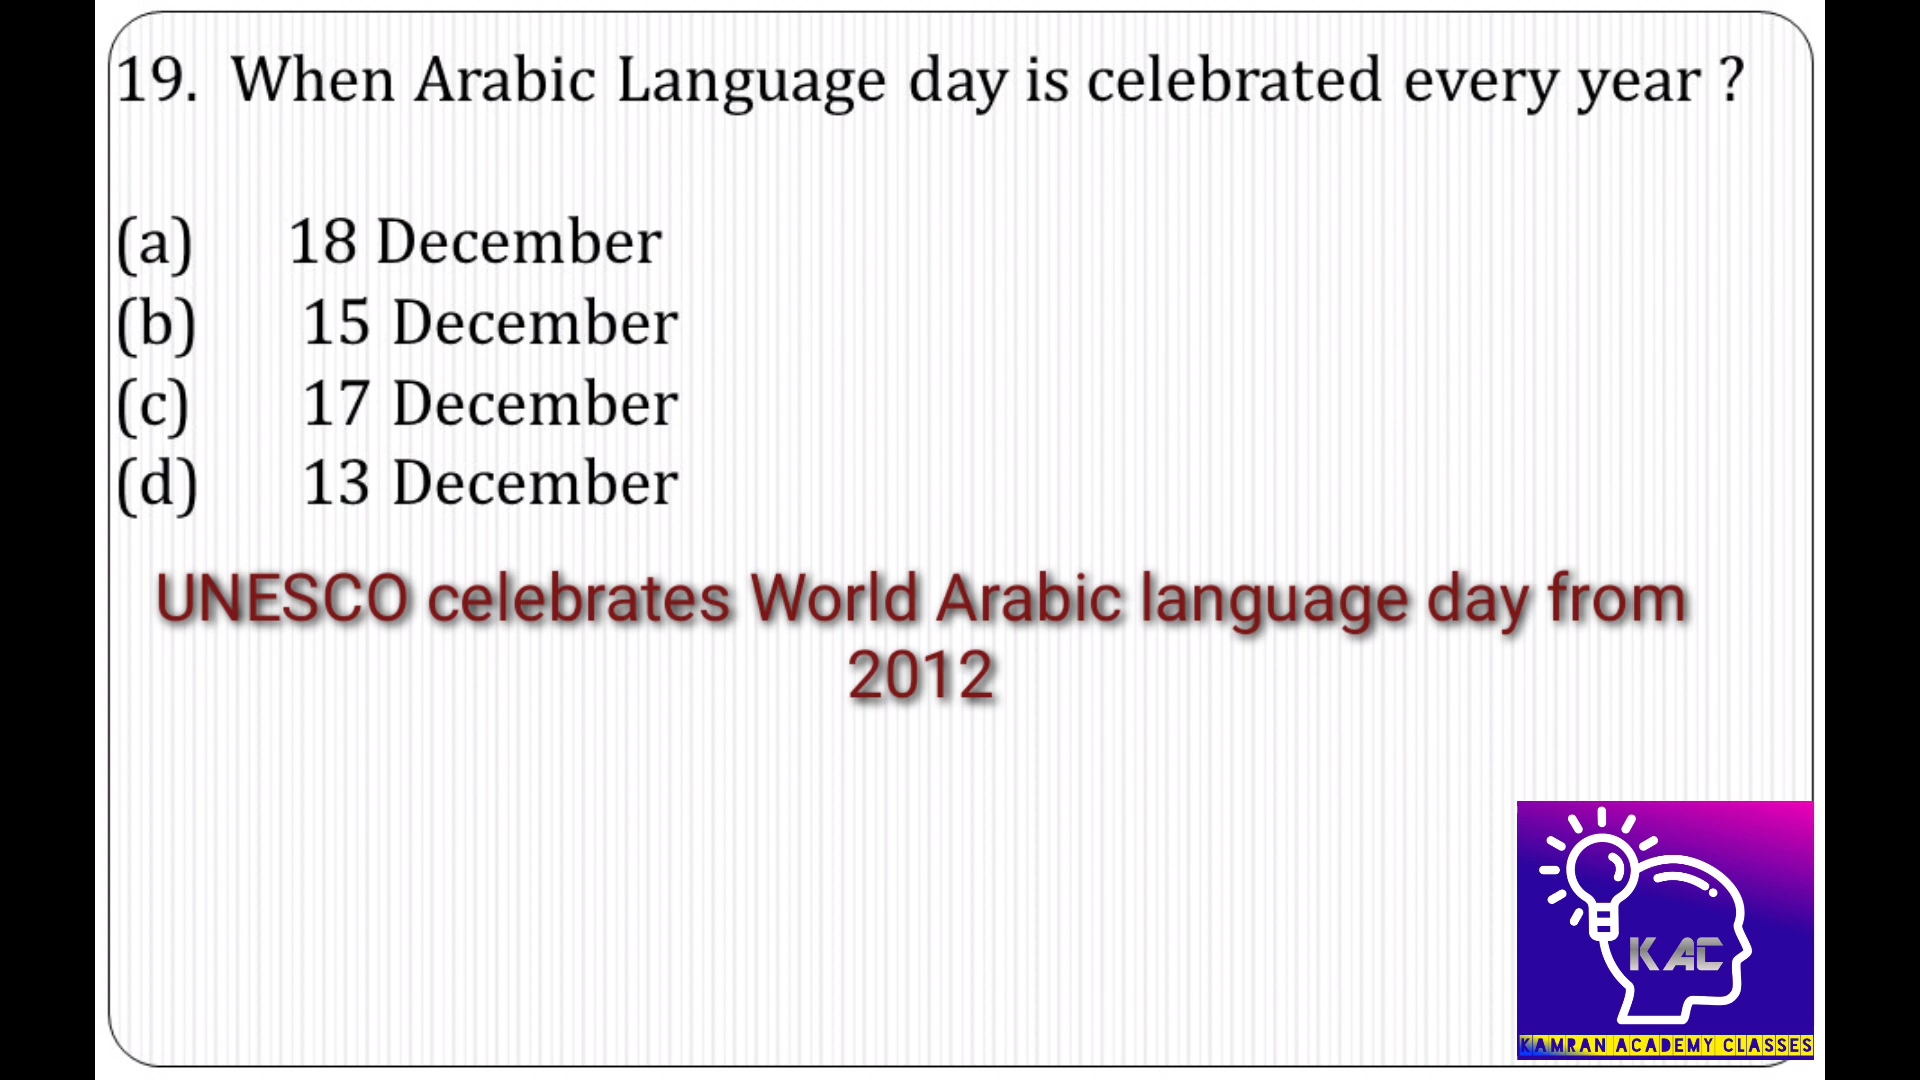 19. When Arabic Language day is celebrated every year ?
(a) 18 December
(b) 15 December
(c) 17 December
(d) 13 December
UNESCO celebrates World Arabic language day from
2012
KAC
KAMRAN ACADEMY CLASSES